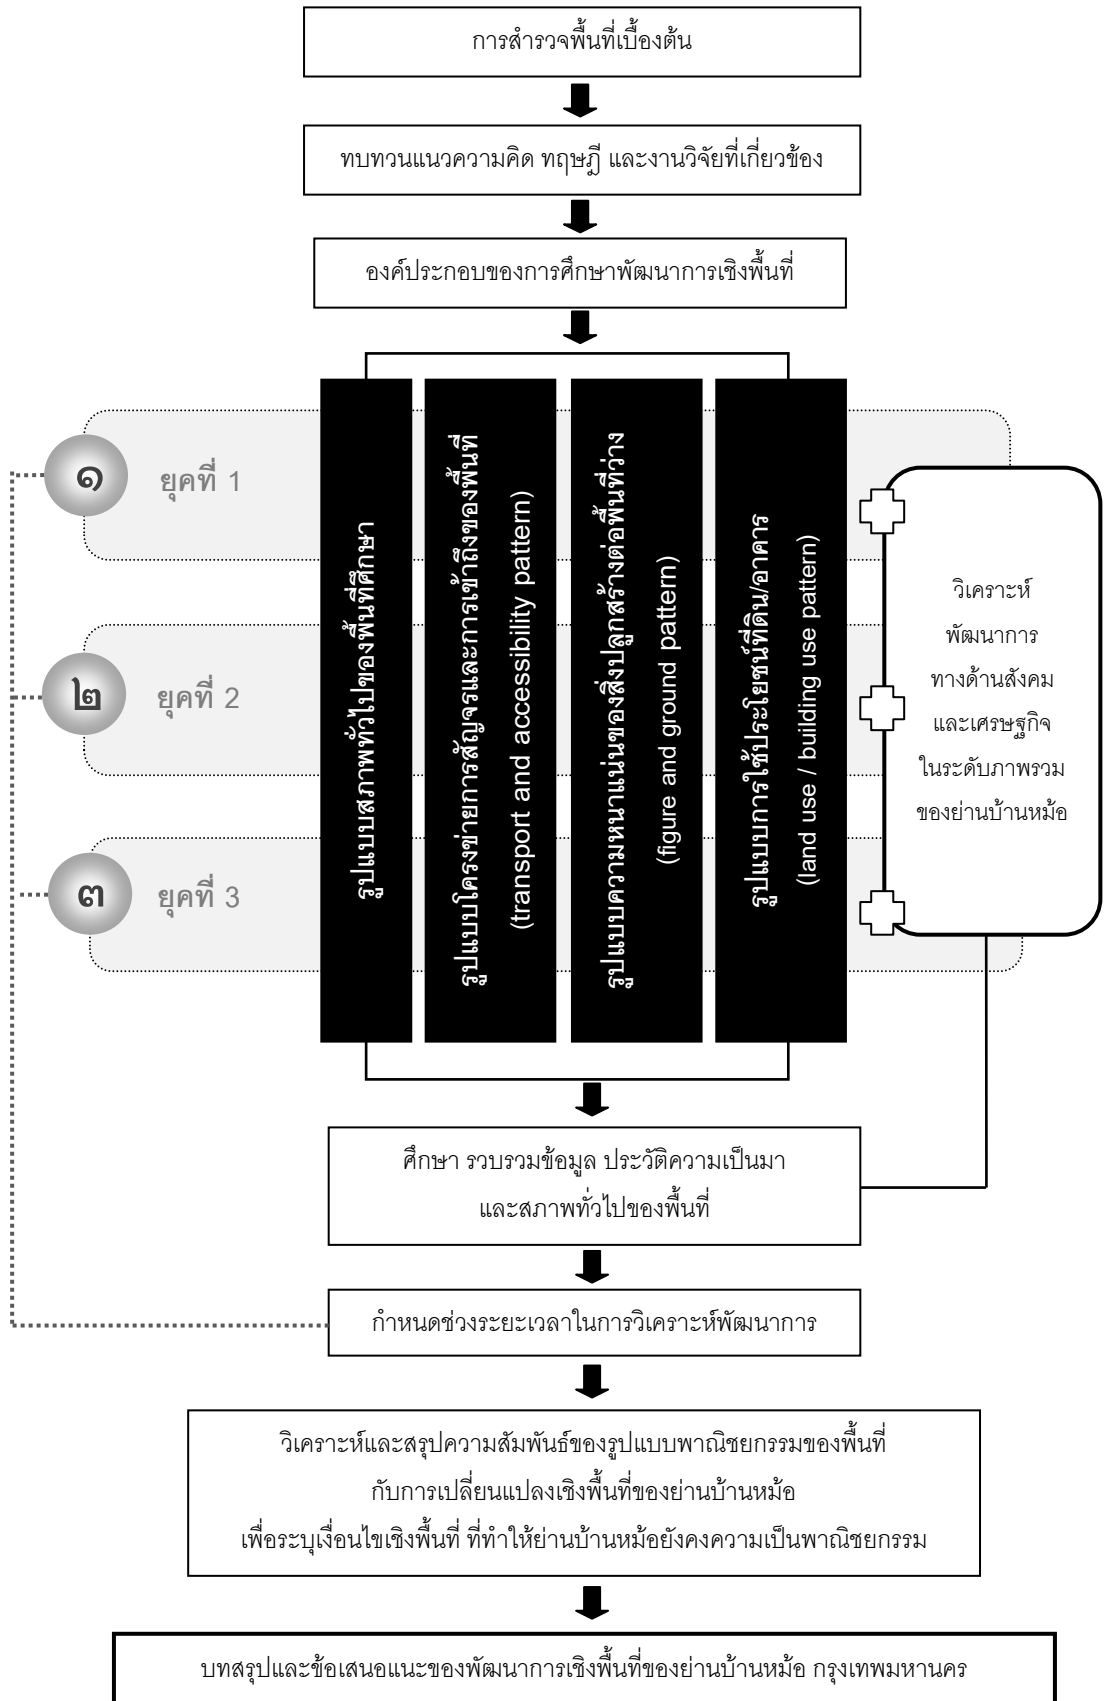 การสำรวจพื้นที่เบื้องต้น
ทบทวนแนวความคิด ทฤษฎี และงานวิจัยที่เกี่ยวข้อง
องค์ประกอบของการศึกษาพัฒนาการเชิงพื้นที่
๑
ยุคที่ 1
๒
ยุคที่ 2
๓
ยุคที่ 3
รูปแบบสภาพทั่วไปของพื้นที่ศึกษา
รูปแบบโครงข่ายการสัญจรและการเข้าถึงของพื้นที่
(transport and accessibility pattern)
รูปแบบความหนาแน่นของสิ่งปลูกสร้างต่อพื้นที่ว่าง
(figure and ground pattern)
รูปแบบการใช้ประโยชน์ที่ดิน/อาคาร
(land use / building use pattern)
วิเคราะห์
พัฒนาการ
ทางด้านสังคม
และเศรษฐกิจ
ในระดับภาพรวม
ของย่านบ้านหม้อ
ศึกษา รวบรวมข้อมูล ประวัติความเป็นมา
และสภาพทั่วไปของพื้นที่
กำหนดช่วงระยะเวลาในการวิเคราะห์พัฒนาการ
วิเคราะห์และสรุปความสัมพันธ์ของรูปแบบพาณิชยกรรมของพื้นที่
กับการเปลี่ยนแปลงเชิงพื้นที่ของย่านบ้านหม้อ
เพื่อระบุเงื่อนไขเชิงพื้นที่ ที่ทำให้ย่านบ้านหม้อยังคงความเป็นพาณิชยกรรม
บทสรุปและข้อเสนอแนะของพัฒนาการเชิงพื้นที่ของย่านบ้านหม้อ กรุงเทพมหานคร